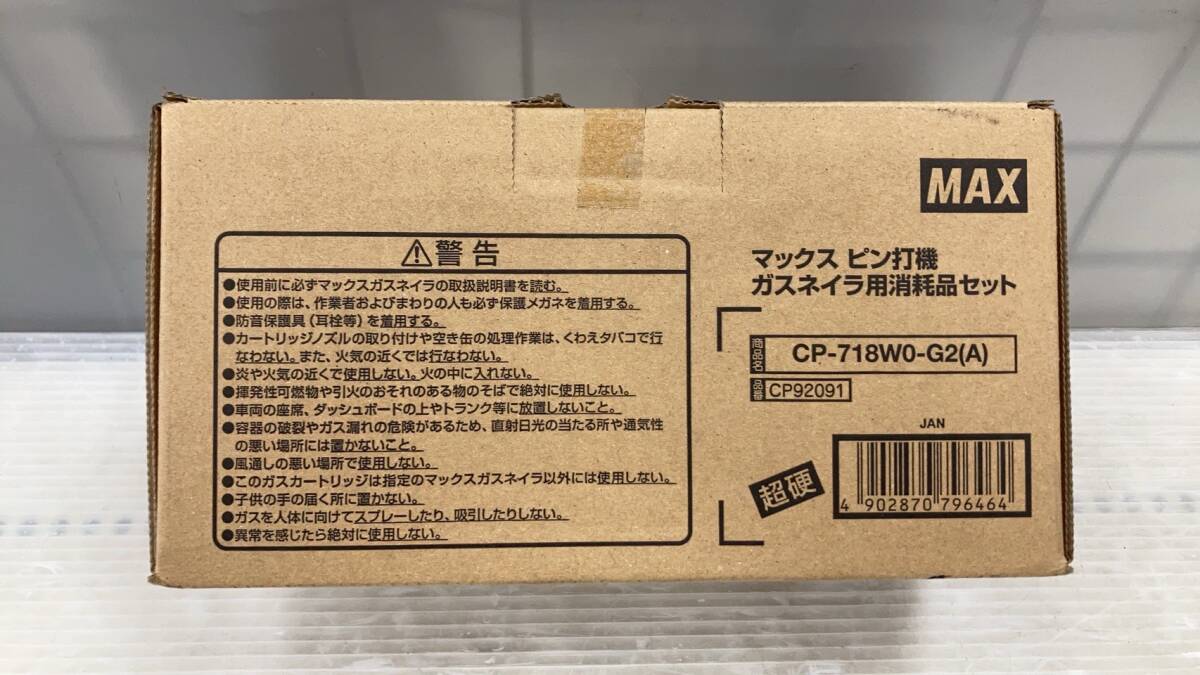 MAX
マックス ピン打機
ガスネイラ用消耗品セット
商品名 CP-718W0-G2(A)
品番 CP92091
JAN
4 902870 796464
超硬
警告
●使用前に必ずマックスガスネイラの取扱説明書を読む。
●使用の際は、作業者およびまわりの人も必ず保護メガネを着用する。
●防音保護具（耳栓等）を着用する。
●カートリッジノズルの取り付けや空き缶の処理作業は、くわえタバコで行
なわない。また、火気の近くでは行なわない。
●炎や火気の近くで使用しない。火の中に入れない。
●揮発性可燃物や引火のおそれのある物のそばで絶対に使用しない。
●車両の座席、ダッシュボードの上やトランク等に放置しないこと。
●容器の破裂やガス漏れの危険があるため、直射日光の当たる所や通気性
の悪い場所には置かないこと。
●風通しの悪い場所で使用しない。
●このガスカートリッジは指定のマックスガスネイラ以外には使用しない。
●子供の手の届く所に置かない。
●ガスを人体に向けてスプレーしたり、吸引したりしない。
●異常を感じたら絶対に使用しない。